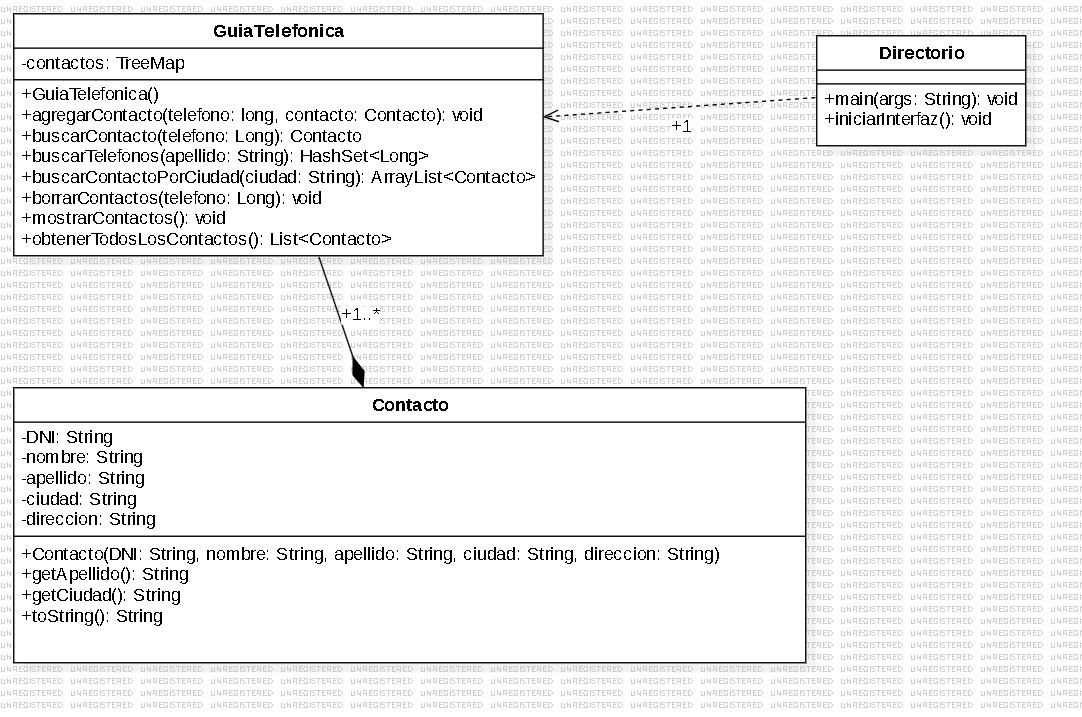 GuiaTelefonica
-contactos: TreeMap
+GuiaTelefonica()
+agregarContacto(telefono: long, contacto: Contacto): void
+buscarContacto(telefono: Long): Contacto
+buscarTelefonos(apellido: String): HashSet<Long>
+buscarContactoPorCiudad(ciudad: String): ArrayList<Contacto>
+borrarContactos(telefono: Long): void
+mostrarContactos(): void
+obtenerTodosLosContactos(): List<Contacto>
Directorio
+main(args: String): void
+iniciarInterfaz(): void
+1
+1..*
Contacto
-DNI: String
-nombre: String
-apellido: String
-ciudad: String
-direccion: String
+Contacto(DNI: String, nombre: String, apellido: String, ciudad: String, direccion: String)
+getApellido(): String
+getCiudad(): String
+toString(): String
UNREGISTERED